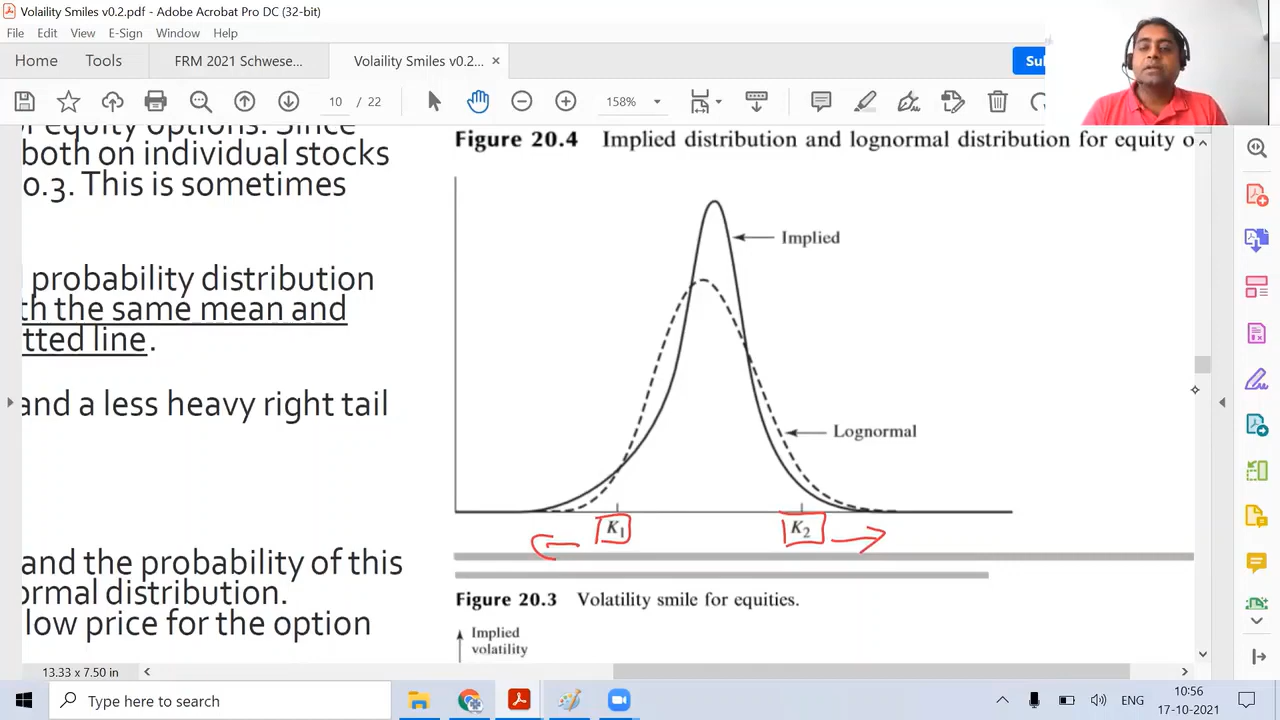 Volaility Smiles v0.2.pdf - Adobe Acrobat Pro DC (32-bit)
File Edit View E-Sign Window Help
Home Tools FRM 2021 Schwese... Volaility Smiles v0.2... ×
10 / 22 158%
of equity options. Since
both on individual stocks
0.3. This is sometimes
probability distribution
th the same mean and
tted line.
and a less heavy right tail
and the probability of this
ormal distribution.
low price for the option
Figure 20.4 Implied distribution and lognormal distribution for equity o
Implied
Lognormal
K1 K2
Figure 20.3 Volatility smile for equities.
Implied
volatility
13.33 x 7.50 in
Type here to search
ENG
10:56
17-10-2021